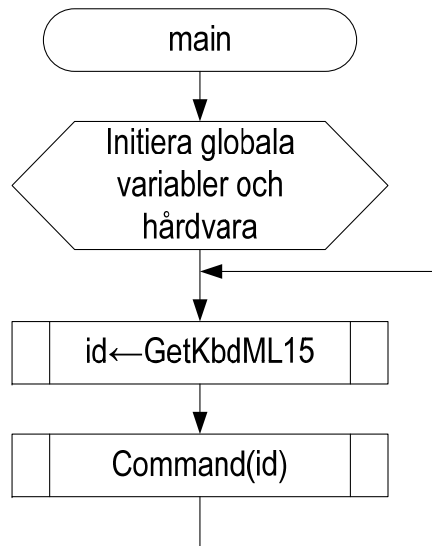 main
Initiera globala
variabler och
hårdvara
id←GetKbdML15
Command(id)